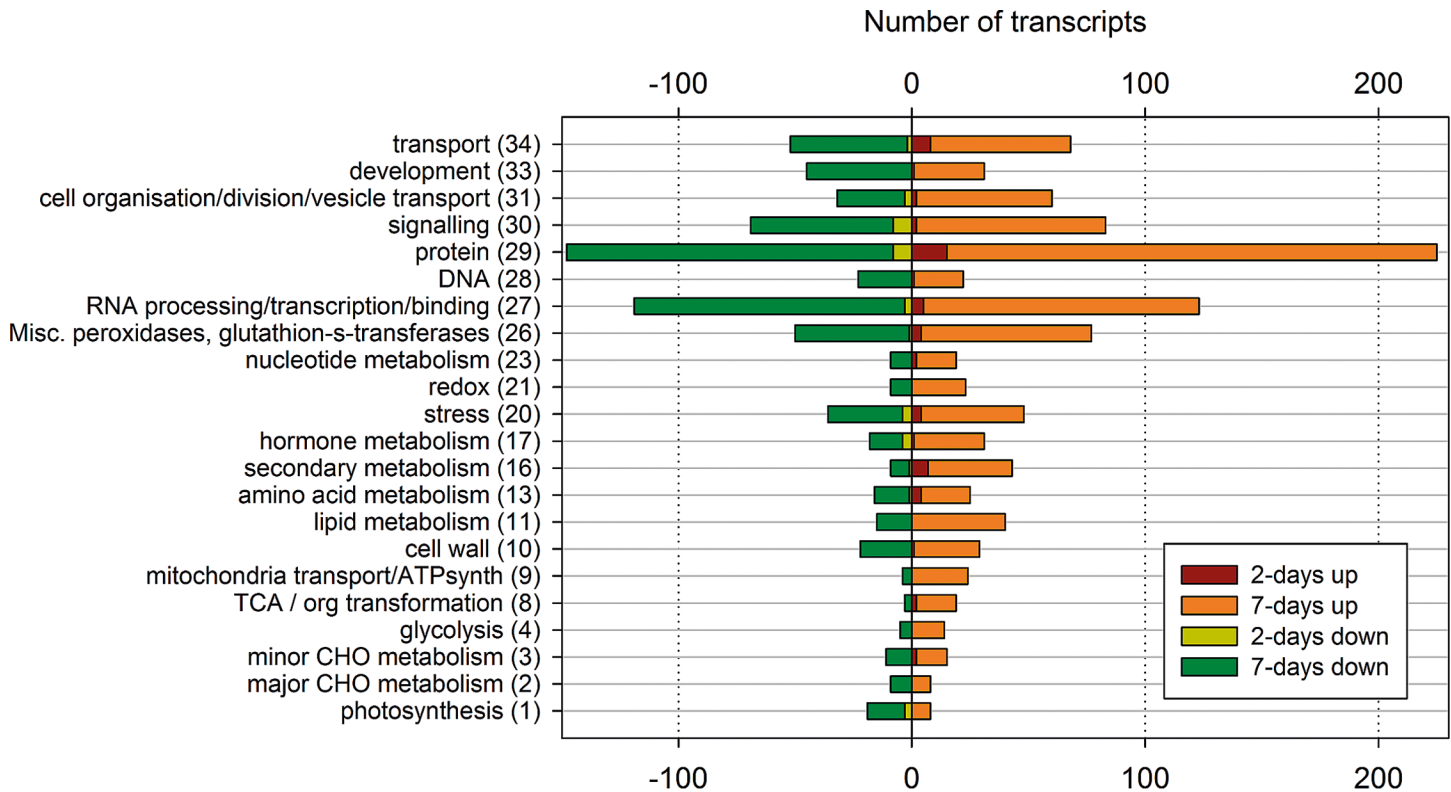 Number of transcripts
-100 0 100 200
transport (34)
development (33)
cell organisation/division/vesicle transport (31)
signalling (30)
protein (29)
DNA (28)
RNA processing/transcription/binding (27)
Misc. peroxidases, glutathion-s-transferases (26)
nucleotide metabolism (23)
redox (21)
stress (20)
hormone metabolism (17)
secondary metabolism (16)
amino acid metabolism (13)
lipid metabolism (11)
cell wall (10)
mitochondria transport/ATPsynth (9)
TCA / org transformation (8)
glycolysis (4)
minor CHO metabolism (3)
major CHO metabolism (2)
photosynthesis (1)
2-days up
7-days up
2-days down
7-days down
-100 0 100 200